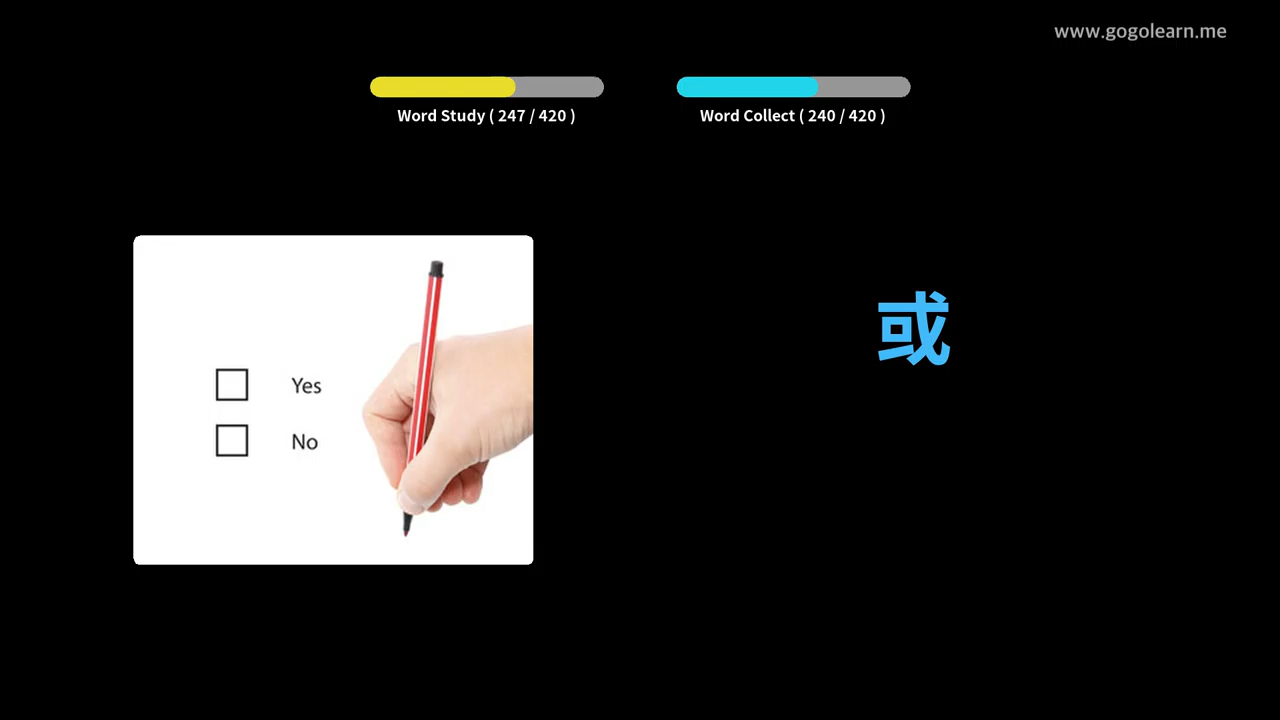 www.gogolearn.me
Word Study ( 247 / 420 )
Word Collect ( 240 / 420 )
或
Yes
No